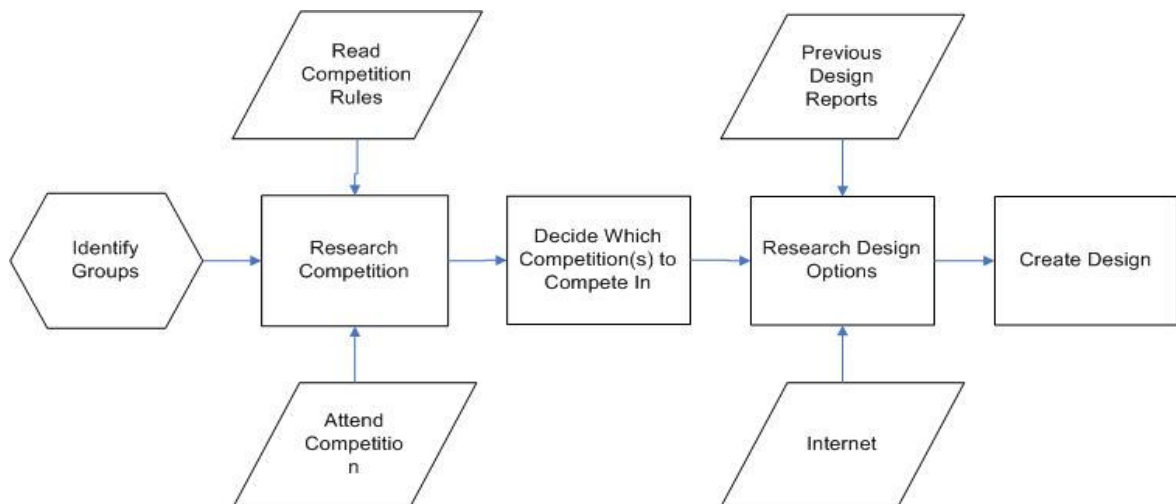 Read
Competition
Rules
Previous
Design
Reports
Identify
Groups
Research
Competition
Decide Which
Competition(s) to
Compete In
Research Design
Options
Create Design
Attend
Competitio
n
Internet